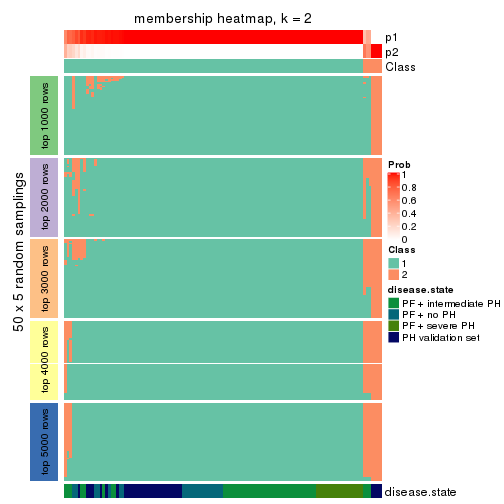 membership heatmap, k = 2
p1
p2
Class
50 x 5 random samplings
top 1000 rows
top 2000 rows
top 3000 rows
top 4000 rows
top 5000 rows
Prob
1
0.8
0.6
0.4
0.2
0
Class
1
2
disease.state
PF + intermediate PH
PF + no PH
PF + severe PH
PH validation set
disease.state